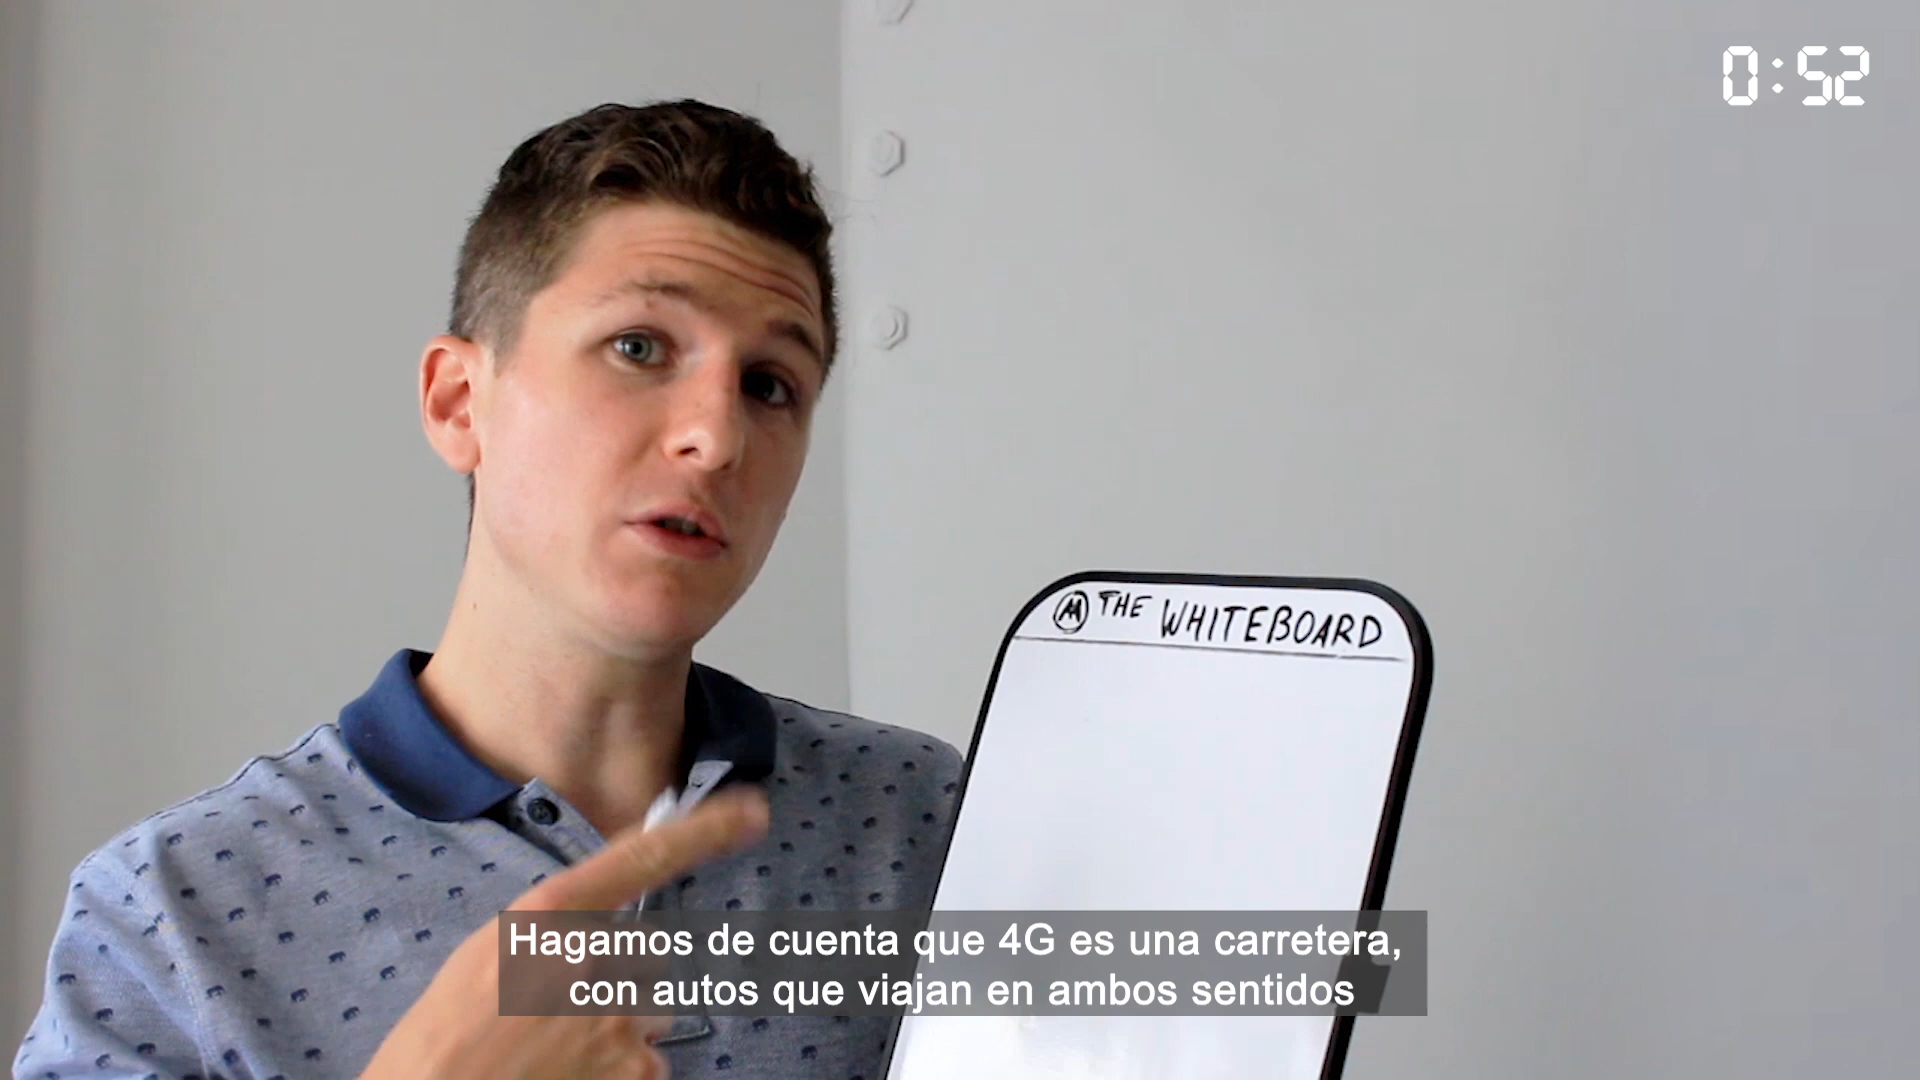 0:52
THE WHITEBOARD
Hagamos de cuenta que 4G es una carretera,
con autos que viajan en ambos sentidos